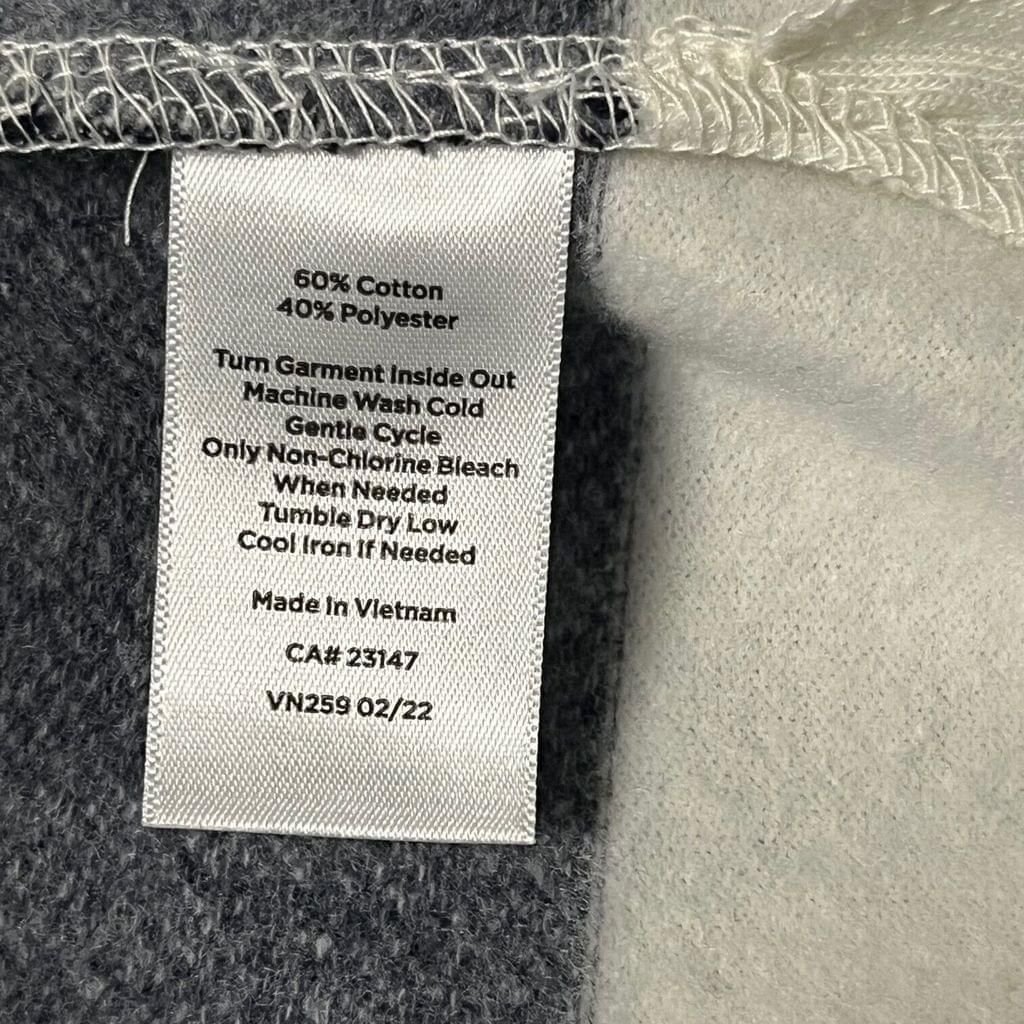 60% Cotton
40% Polyester
Turn Garment Inside Out
Machine Wash Cold
Gentle Cycle
Only Non-Chlorine Bleach
When Needed
Tumble Dry Low
Cool Iron If Needed
Made In Vietnam
CA# 23147
VN259 02/22